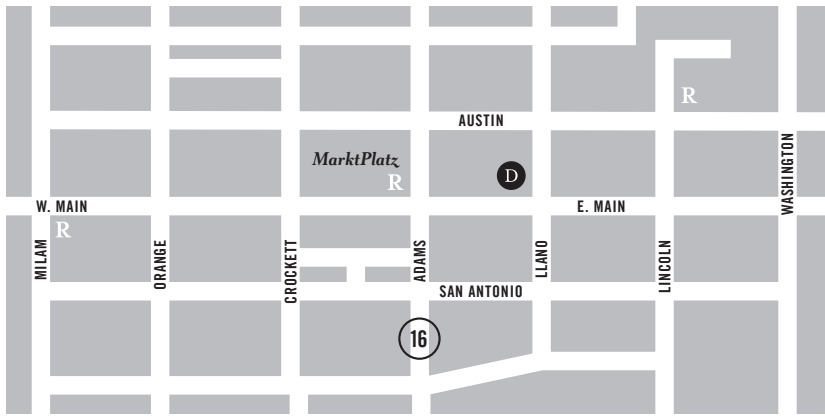 R
AUSTIN
MarktPlatz
R
D
WASHINGTON
W. MAIN
E. MAIN
R
MILAM
ORANGE
CROCKETT
ADAMS
LLANO
LINCOLN
SAN ANTONIO
16